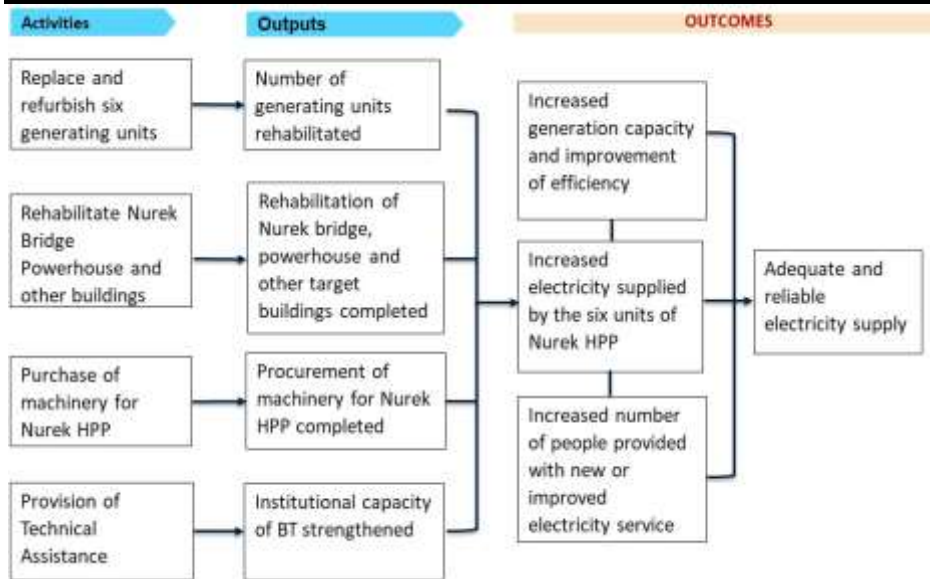 Activities
Outputs
OUTCOMES
Replace and
refurbish six
generating units
Number of
generating units
rehabilitated
Increased
generation capacity
and improvement
of efficiency
Rehabilitate Nurek
Bridge
Powerhouse and
other buildings
Rehabilitation of
Nurek bridge,
powerhouse and
other target
buildings completed
Increased
electricity supplied
by the six units of
Nurek HPP
Adequate and
reliable
electricity supply
Purchase of
machinery for
Nurek HPP
Procurement of
machinery for Nurek
HPP completed
Increased number
of people provided
with new or
improved
electricity service
Provision of
Technical
Assistance
Institutional capacity
of BT strengthened